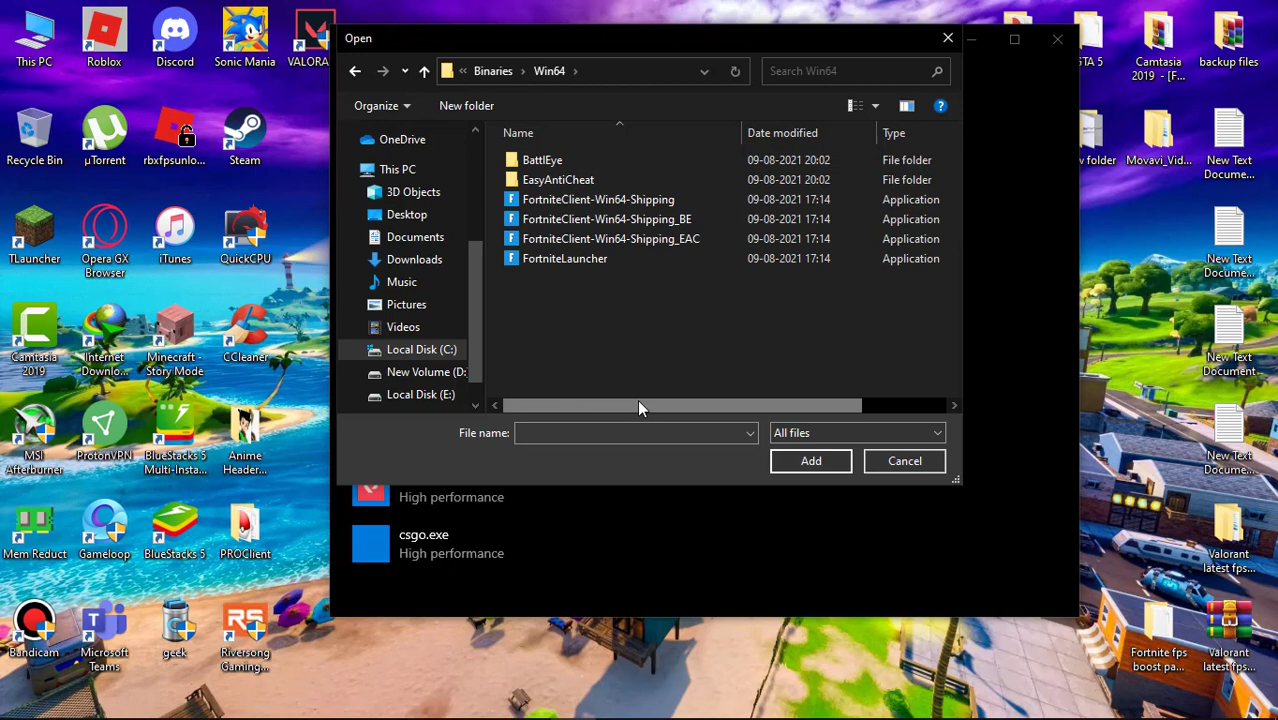 This PC
Roblox
Discord
Sonic Mania
VALORA
Recycle Bin
µTorrent
rbxfpsunlo...
Steam
TLauncher
Opera GX
Browser
iTunes
QuickCPU
Camtasia
2019
Internet
Downlo...
Minecraft -
Story Mode
CCleaner
MSI
Afterburner
ProtonVPN
BlueStacks 5
Multi-Insta...
Anime
Header...
Mem Reduct
Gameloop
BlueStacks 5
PROClient
Bandicam
Microsoft
Teams
geek
Riversong
Gaming...
Open
Binaries
Win64
Search Win64
Organize
New folder
OneDrive
This PC
3D Objects
Desktop
Documents
Downloads
Music
Pictures
Videos
Local Disk (C:)
New Volume (D:
Local Disk (E:)
Name Date modified Type
BattlEye 09-08-2021 20:02 File folder
EasyAntiCheat 09-08-2021 20:02 File folder
FortniteClient-Win64-Shipping 09-08-2021 17:14 Application
FortniteClient-Win64-Shipping_BE 09-08-2021 17:14 Application
FortniteClient-Win64-Shipping_EAC 09-08-2021 17:14 Application
FortniteLauncher 09-08-2021 17:14 Application
File name:
All files
Add
Cancel
High performance
csgo.exe
High performance
STA 5
Camtasia
2019 - [F...
backup files
ew folder
Movavi_Vid...
New Text
Docume...
New Text
Docume...
New Text
Document
New Text
Docume...
Valorant
latest fps...
Fortnite fps
boost pa...
Valorant
latest fps...